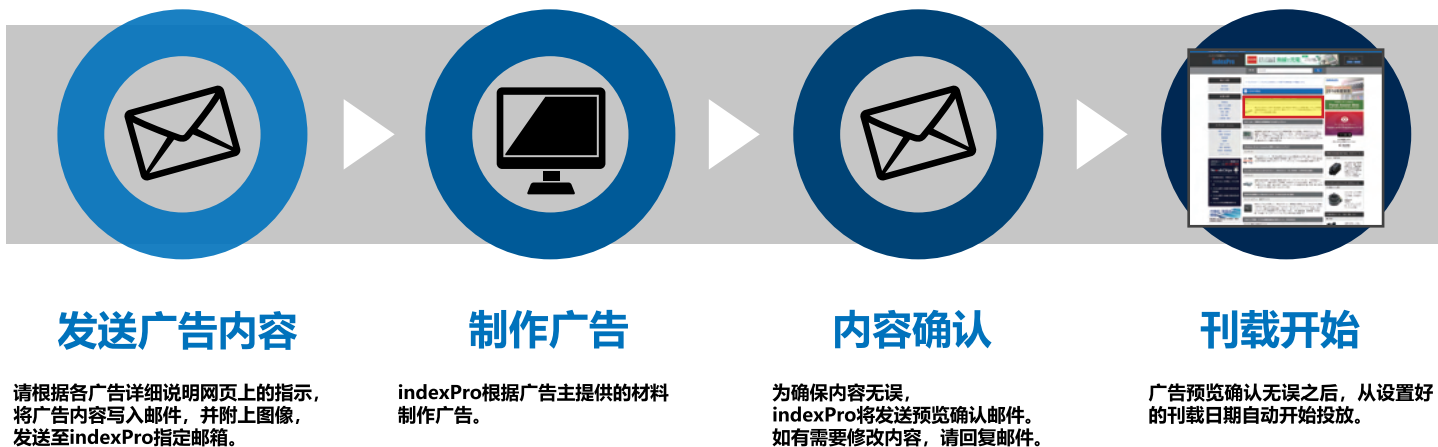 发送广告内容
请根据各广告详细说明网页上的指示，
将广告内容写入邮件，并附上图像，
发送至indexPro指定邮箱。
制作广告
indexPro根据广告主提供的材料
制作广告。
内容确认
为确保内容无误，
indexPro将发送预览确认邮件。
如有需要修改内容，请回复邮件。
刊载开始
广告预览确认无误之后，从设置好
的刊载日期自动开始投放。